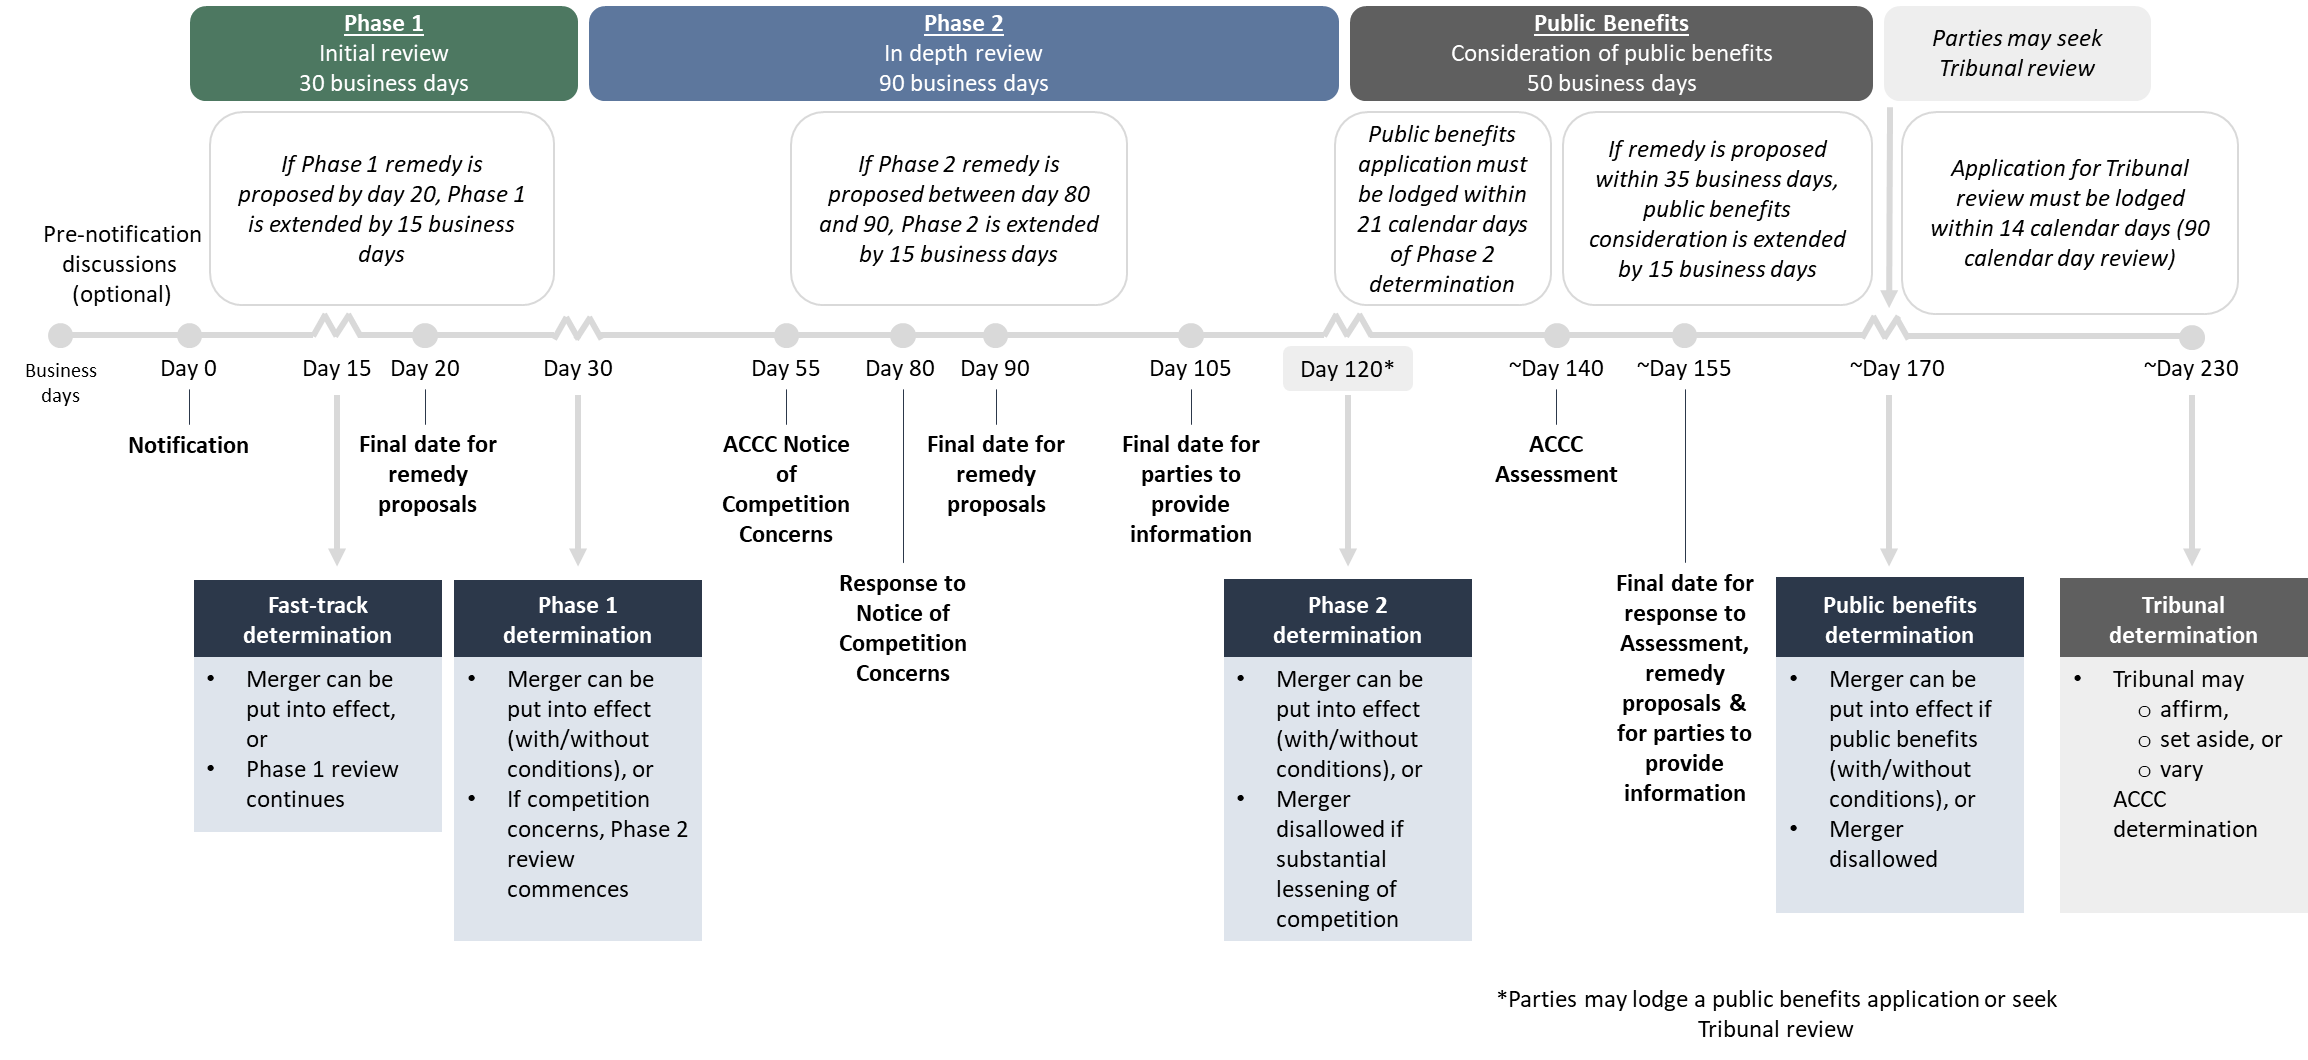 Phase 1
Initial review
30 business days
Phase 2
In depth review
90 business days
Public Benefits
Consideration of public benefits
50 business days
Parties may seek
Tribunal review
If Phase 1 remedy is
proposed by day 20, Phase 1
is extended by 15 business
days
If Phase 2 remedy is
proposed between day 80
and 90, Phase 2 is extended
by 15 business days
Public benefits
application must
be lodged within
21 calendar days
of Phase 2
determination
If remedy is proposed
within 35 business days,
public benefits
consideration is extended
by 15 business days
Application for Tribunal
review must be lodged
within 14 calendar days (90
calendar day review)
Pre-notification
discussions
(optional)
Business
days
Day 0
Day 15
Day 20
Day 30
Day 55
Day 80
Day 90
Day 105
Day 120*
~Day 140
~Day 155
~Day 170
~Day 230
Notification
Final date for
remedy
proposals
ACCC Notice
of
Competition
Concerns
Response to
Notice of
Competition
Concerns
Final date for
remedy
proposals
Final date for
parties to
provide
information
ACCC
Assessment
Final date for
response to
Assessment,
remedy
proposals &
for parties to
provide
information
Fast-track
determination
• Merger can be
put into effect,
or
• Phase 1 review
continues
Phase 1
determination
• Merger can be
put into effect
(with/without
conditions), or
• If competition
concerns, Phase 2
review
commences
Phase 2
determination
• Merger can be
put into effect
(with/without
conditions), or
• Merger
disallowed if
substantial
lessening of
competition
Public benefits
determination
• Merger can be
put into effect if
public benefits
(with/without
conditions), or
• Merger
disallowed
Tribunal
determination
• Tribunal may
o affirm,
o set aside, or
o vary
ACCC
determination
*Parties may lodge a public benefits application or seek
Tribunal review